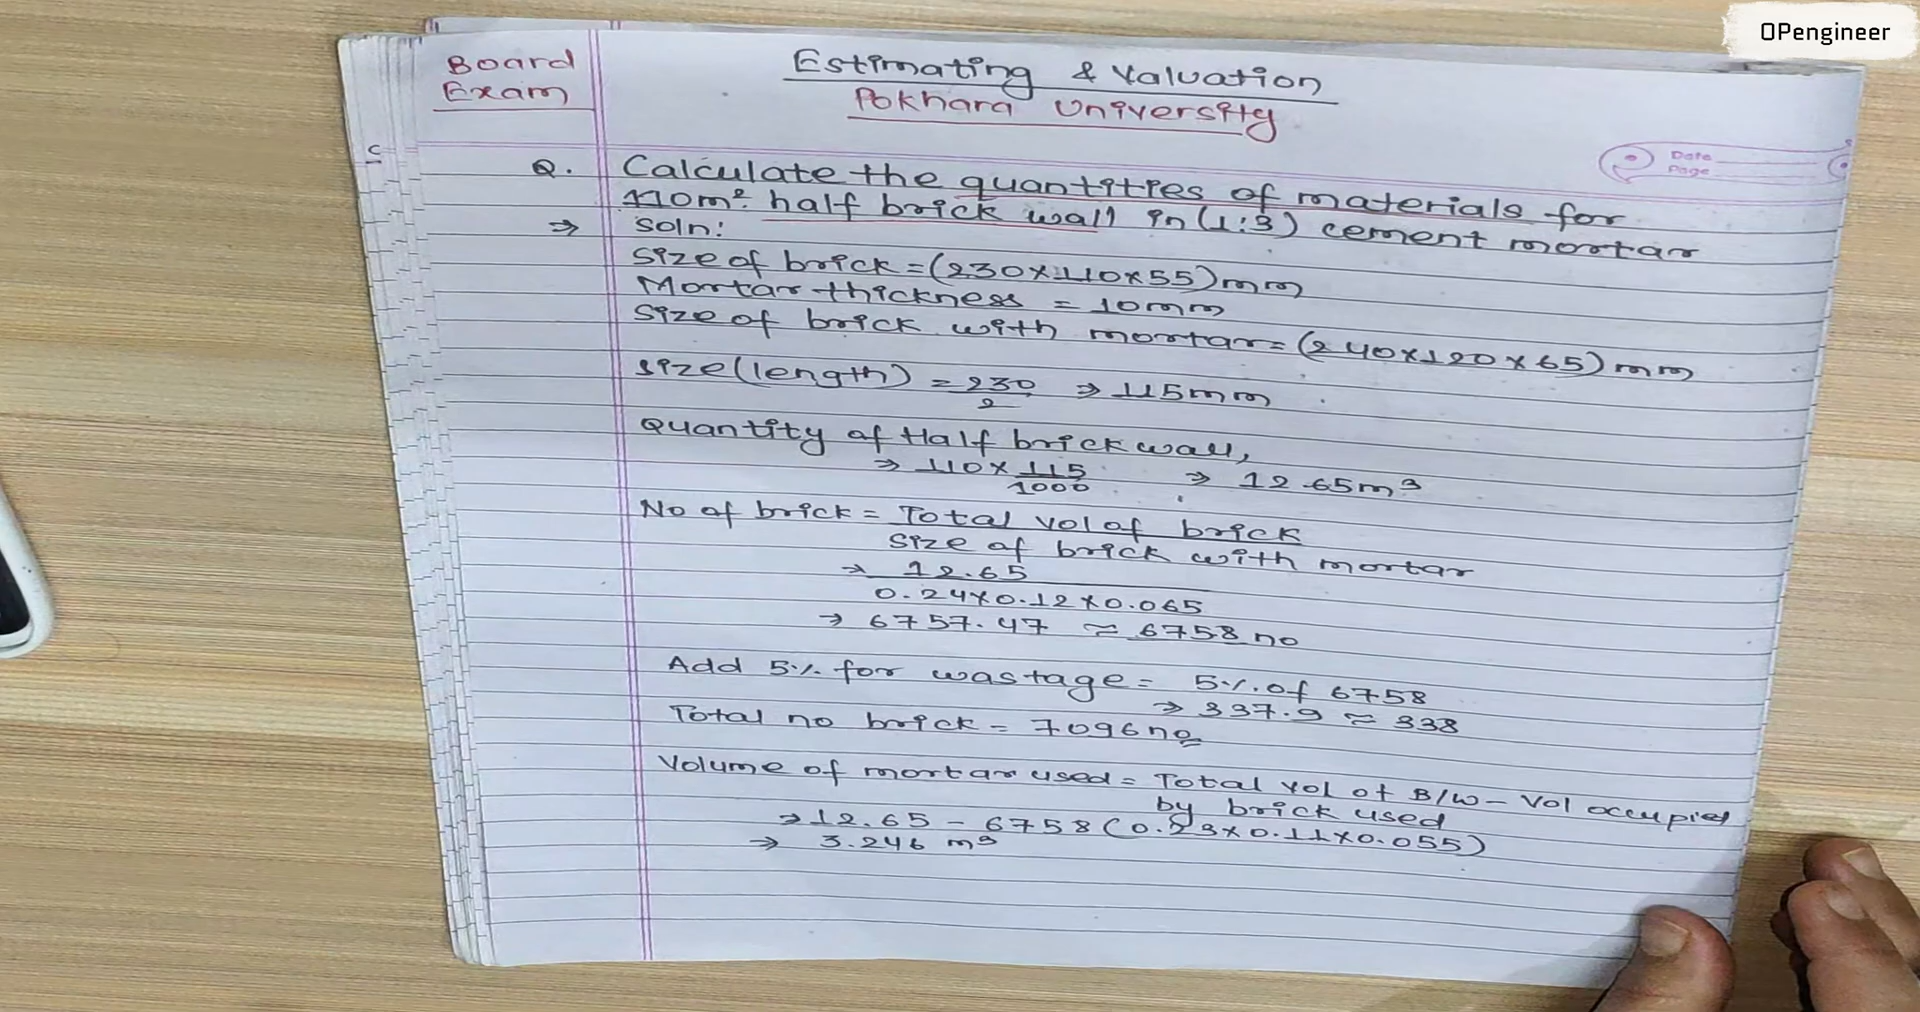 OPengineer
Board
Exam
Estimating & Valuation
Pokhara University
Date
Page
Q. Calculate the quantities of materials for
110m² half brick wall in (1:3) cement mortar
⇒ Soln:
Size of brick = (230×110×55)mm
Mortar thickness = 10mm
Size of brick with mortar = (240×120×65)mm
size(length) = 230/2 ⇒ 115mm
Quantity of Half brick wall,
⇒ 110 × 115/1000 ⇒ 12.65m³
No of brick = Total vol of brick
Size of brick with mortar
⇒ 12.65
0.24×0.12×0.065
⇒ 6757.47 ≈ 6758 no
Add 5% for wastage = 5% of 6758
⇒ 337.9 ≈ 338
Total no brick = 7096 no
Volume of mortar used = Total vol of B/W - Vol occupied
by brick used
⇒ 12.65 - 6758(0.23×0.11×0.055)
⇒ 3.246 m³